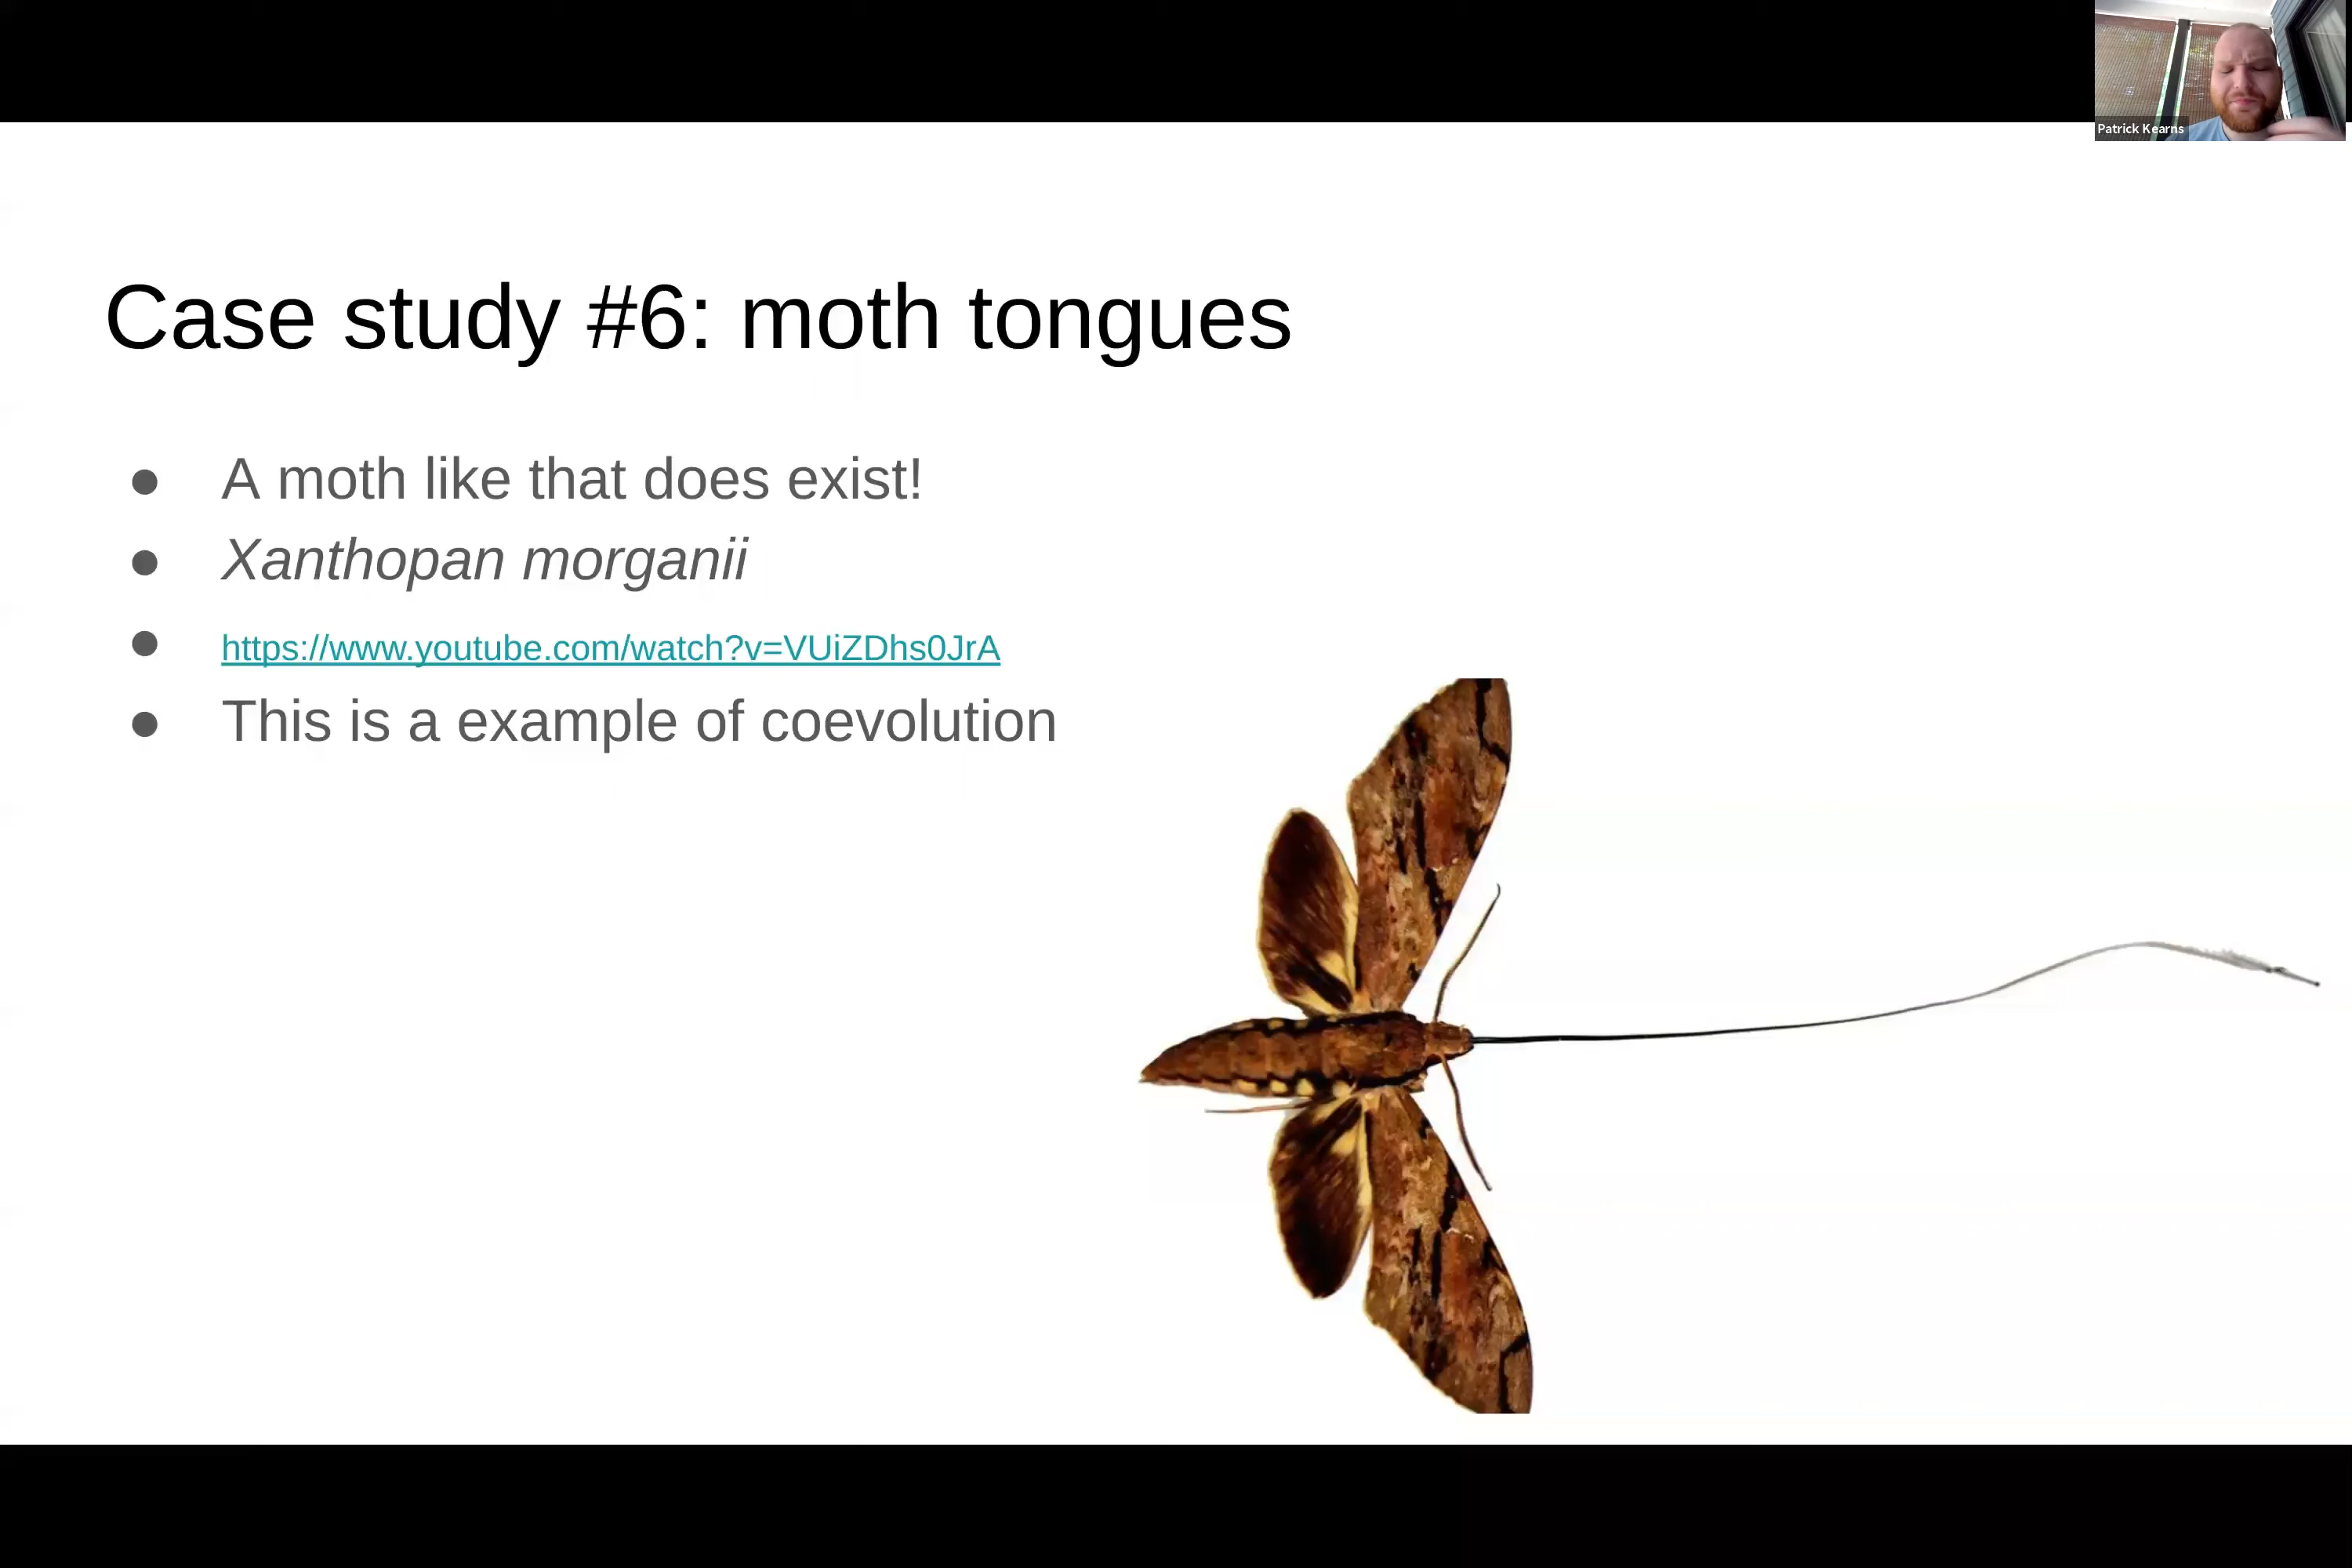 Patrick Kearns
Case study #6: moth tongues
● A moth like that does exist!
● Xanthopan morganii
● https://www.youtube.com/watch?v=VUiZDhs0JrA
● This is a example of coevolution